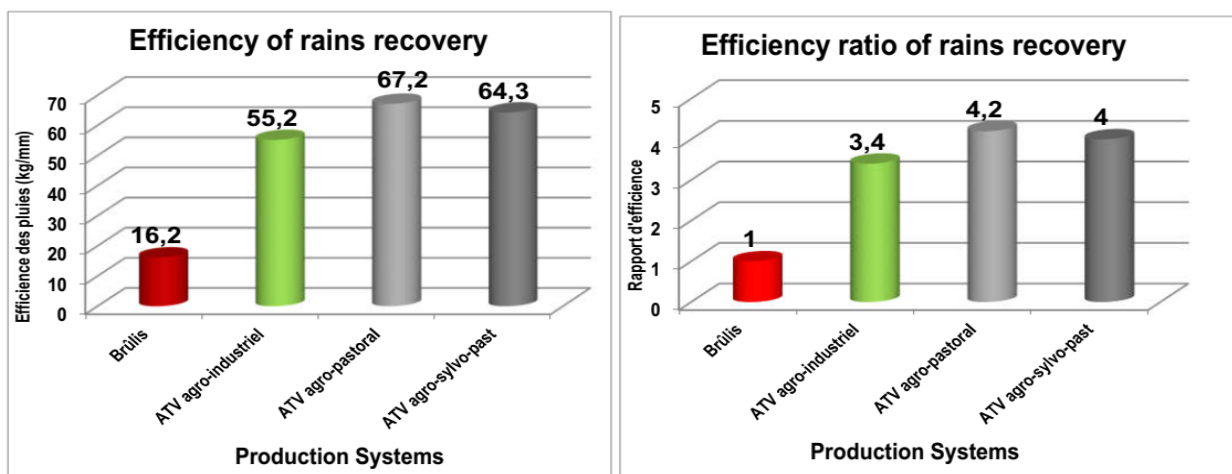 Efficiency of rains recovery
Efficience des pluies (kg/mm)
70
60
50
40
30
20
10
0
16,2
55,2
67,2
64,3
Brûlis
ATV agro-industriel
ATV agro-pastoral
ATV agro-sylvo-past
Production Systems
Efficiency ratio of rains recovery
Rapport d'efficience
5
4
3
2
1
0
1
3,4
4,2
4
Brûlis
ATV agro-industriel
ATV agro-pastoral
ATV agro-sylvo-past
Production Systems